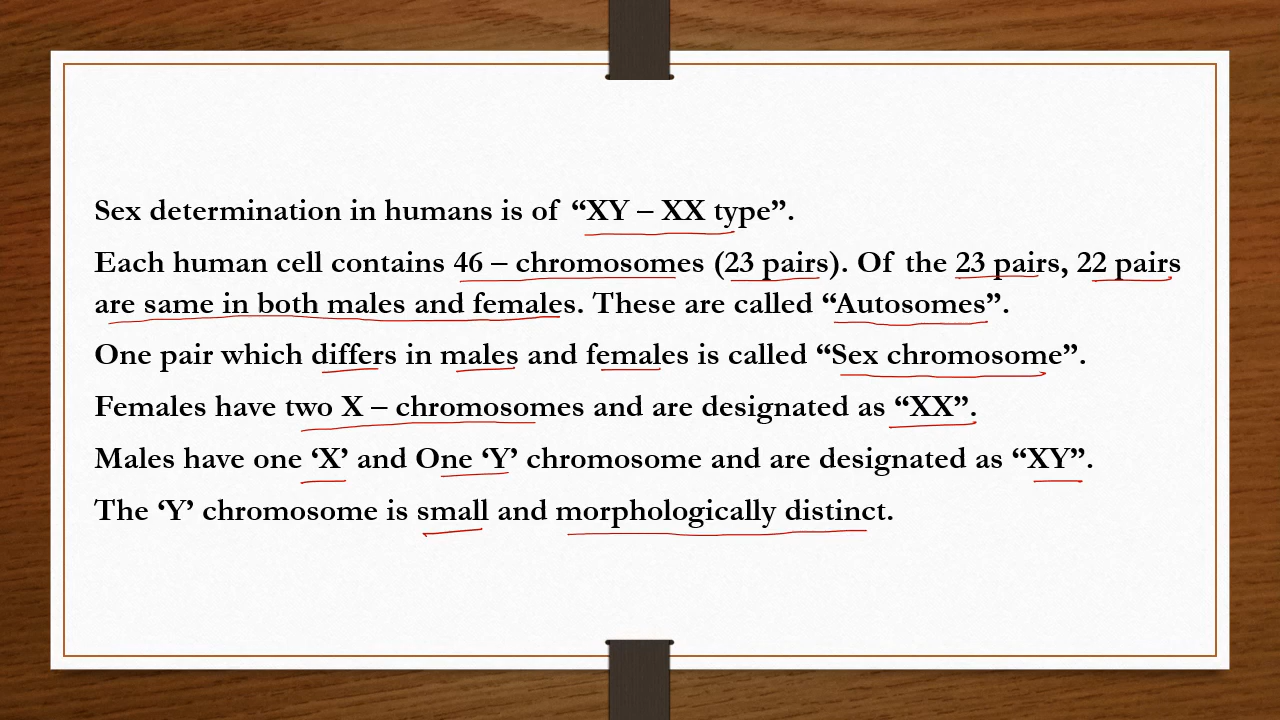 Sex determination in humans is of “XY – XX type”.
Each human cell contains 46 – chromosomes (23 pairs). Of the 23 pairs, 22 pairs
are same in both males and females. These are called “Autosomes”.
One pair which differs in males and females is called “Sex chromosome”.
Females have two X – chromosomes and are designated as “XX”.
Males have one ‘X’ and One ‘Y’ chromosome and are designated as “XY”.
The ‘Y’ chromosome is small and morphologically distinct.